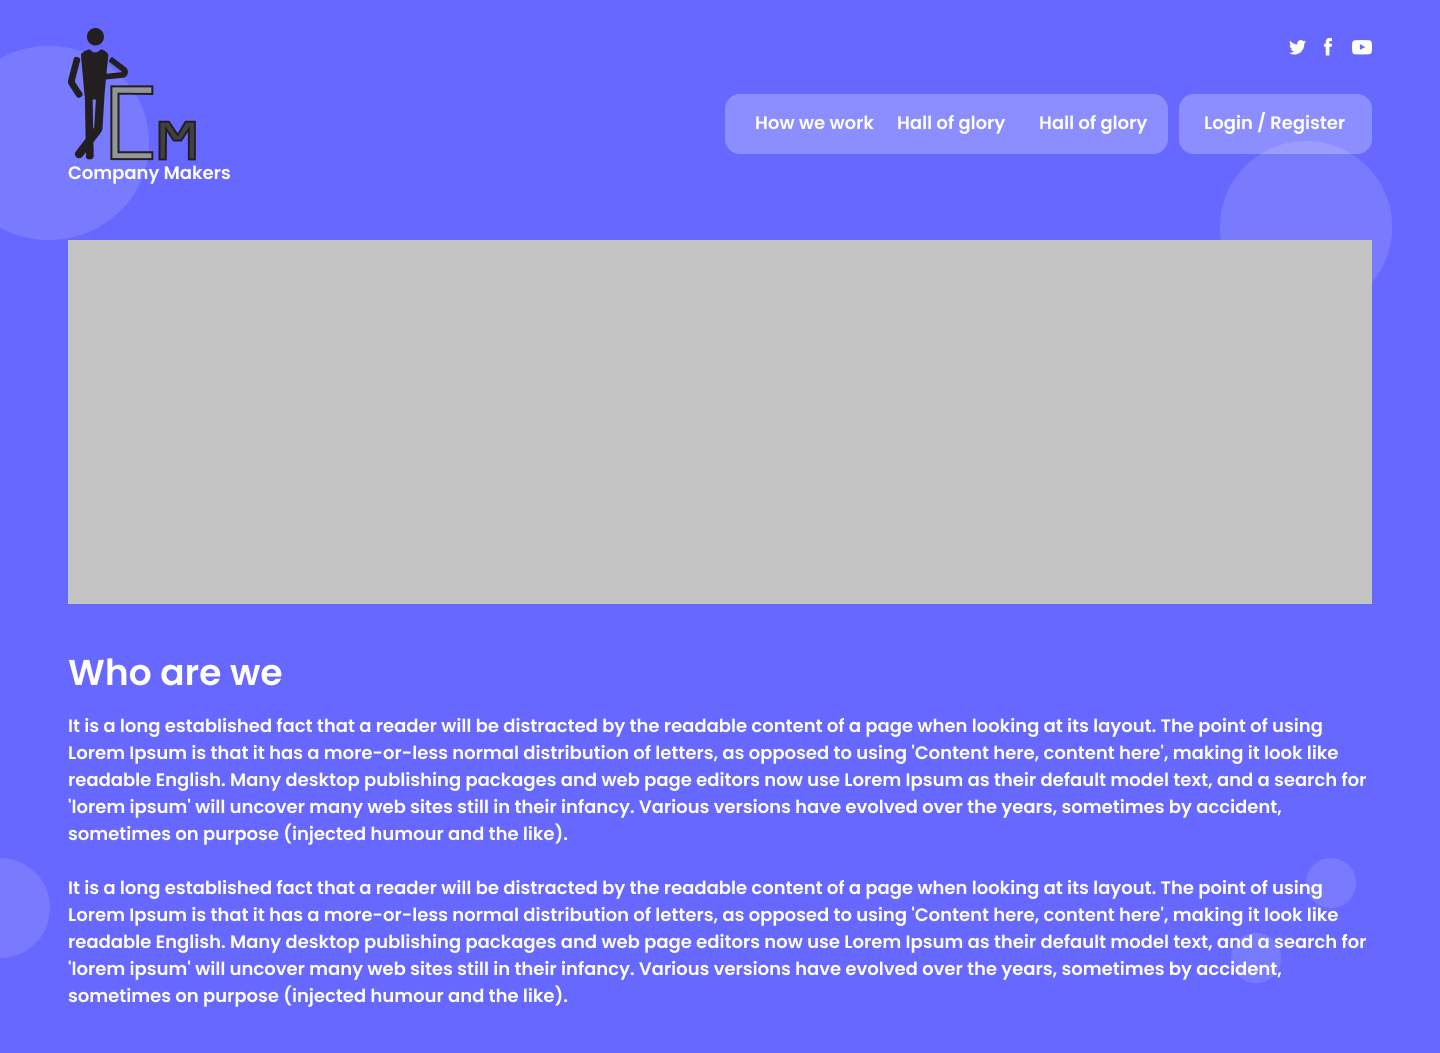 CM
Company Makers
How we work
Hall of glory
Hall of glory
Login / Register
Who are we
It is a long established fact that a reader will be distracted by the readable content of a page when looking at its layout. The point of using
Lorem Ipsum is that it has a more-or-less normal distribution of letters, as opposed to using 'Content here, content here', making it look like
readable English. Many desktop publishing packages and web page editors now use Lorem Ipsum as their default model text, and a search for
'lorem ipsum' will uncover many web sites still in their infancy. Various versions have evolved over the years, sometimes by accident,
sometimes on purpose (injected humour and the like).
It is a long established fact that a reader will be distracted by the readable content of a page when looking at its layout. The point of using
Lorem Ipsum is that it has a more-or-less normal distribution of letters, as opposed to using 'Content here, content here', making it look like
readable English. Many desktop publishing packages and web page editors now use Lorem Ipsum as their default model text, and a search for
'lorem ipsum' will uncover many web sites still in their infancy. Various versions have evolved over the years, sometimes by accident,
sometimes on purpose (injected humour and the like).